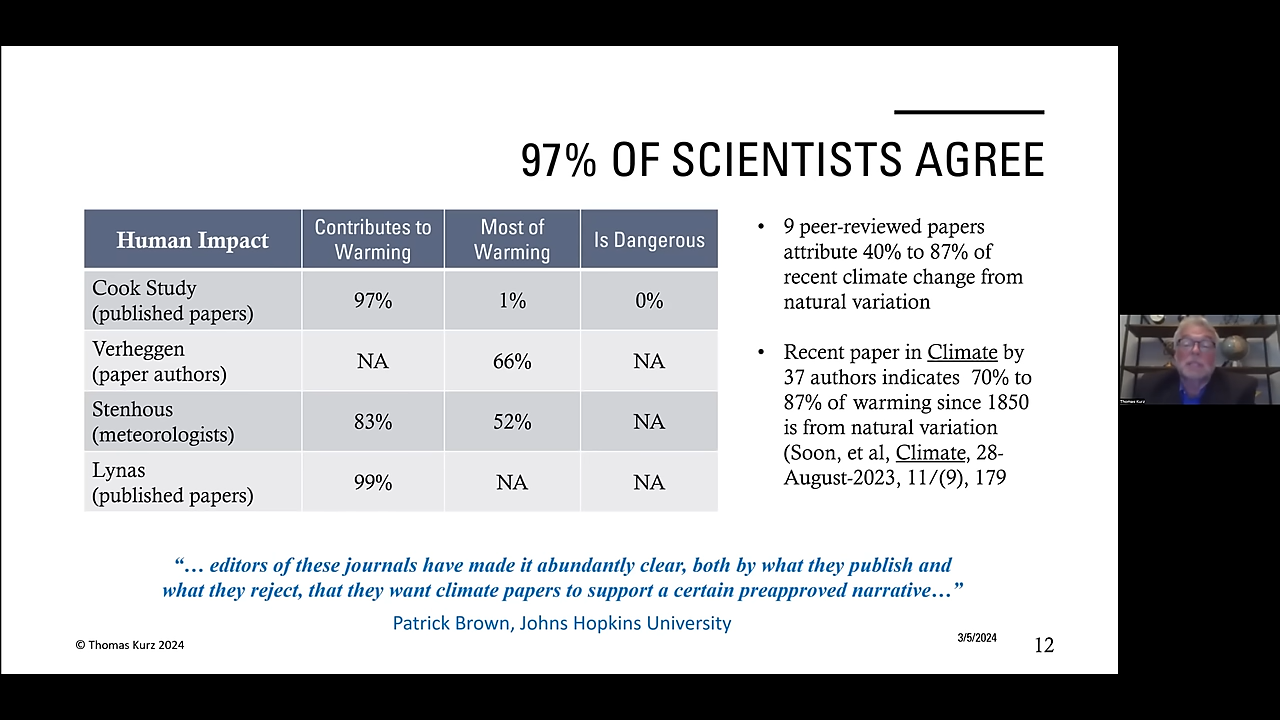 97% OF SCIENTISTS AGREE
Human Impact
Contributes to
Warming
Most of
Warming
Is Dangerous
Cook Study
(published papers)
97%
1%
0%
Verheggen
(paper authors)
NA
66%
NA
Stenhous
(meteorologists)
83%
52%
NA
Lynas
(published papers)
99%
NA
NA
• 9 peer-reviewed papers
attribute 40% to 87% of
recent climate change from
natural variation
• Recent paper in Climate by
37 authors indicates 70% to
87% of warming since 1850
is from natural variation
(Soon, et al, Climate, 28-
August-2023, 11/(9), 179
“… editors of these journals have made it abundantly clear, both by what they publish and
what they reject, that they want climate papers to support a certain preapproved narrative…”
Patrick Brown, Johns Hopkins University
© Thomas Kurz 2024
3/5/2024
12
Thomas Kurz